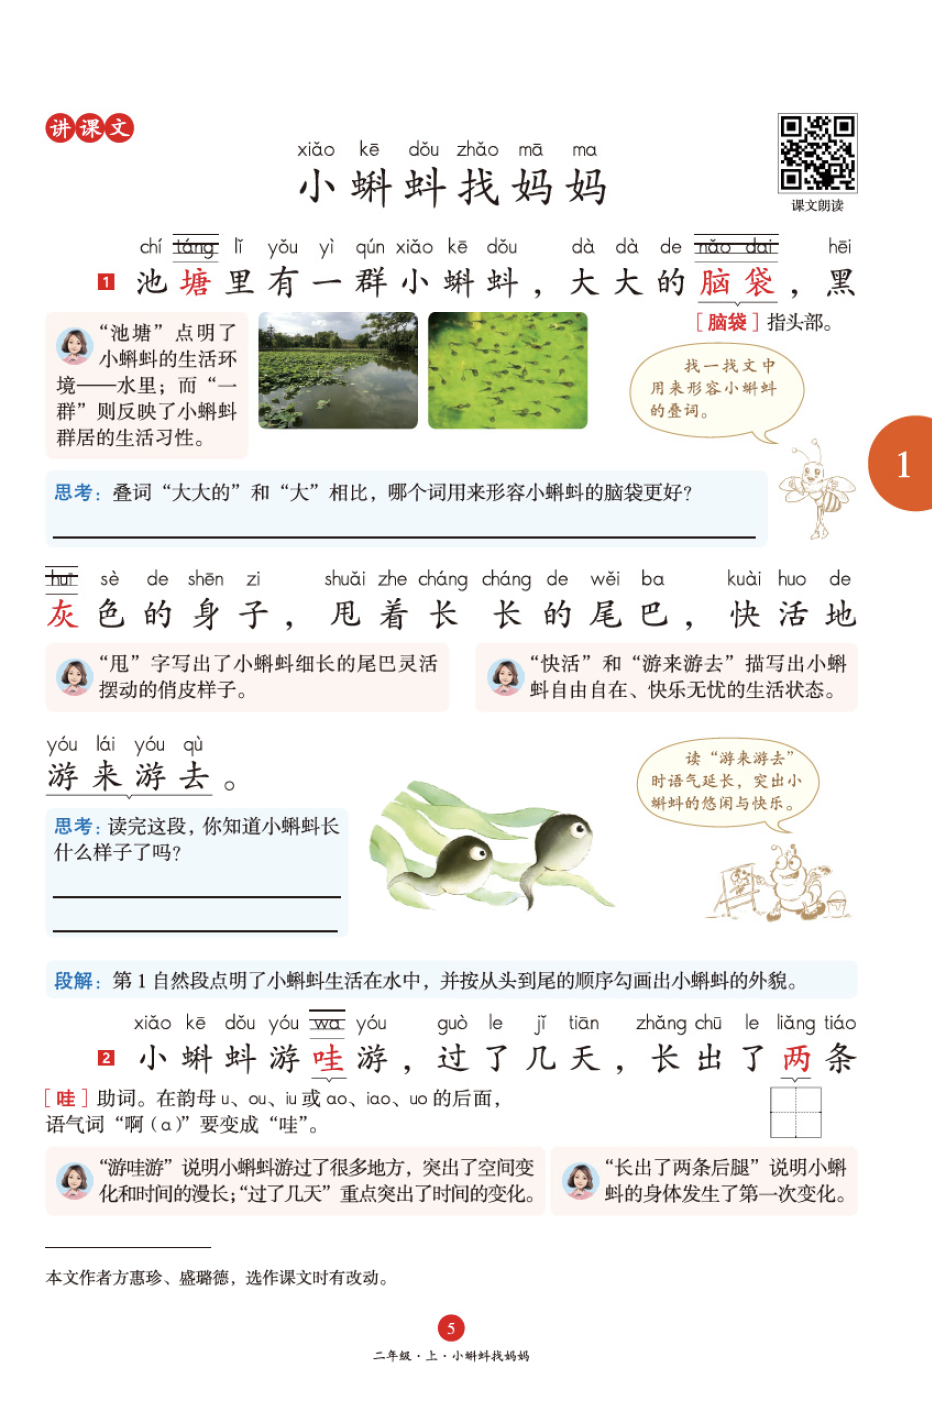 讲课文
xiǎo kē dǒu zhǎo mā ma
小蝌蚪找妈妈
课文朗读
chí táng lǐ yǒu yì qún xiǎo kē dǒu dà dà de nǎo dai hēi
1 池塘里有一群小蝌蚪，大大的脑袋，黑
［脑袋］指头部。
“池塘”点明了
小蝌蚪的生活环
境——水里；而“一
群”则反映了小蝌蚪
群居的生活习性。
找一找文中
用来形容小蝌蚪
的叠词。
1
思考：叠词“大大的”和“大”相比，哪个词用来形容小蝌蚪的脑袋更好？
huī sè de shēn zi shuǎi zhe cháng cháng de wěi ba kuài huo de
灰色的身子，甩着长长的尾巴，快活地
“甩”字写出了小蝌蚪细长的尾巴灵活
摆动的俏皮样子。
“快活”和“游来游去”描写出小蝌
蚪自由自在、快乐无忧的生活状态。
yóu lái yóu qù
游来游去。
读“游来游去”
时语气延长，突出小
蝌蚪的悠闲与快乐。
思考：读完这段，你知道小蝌蚪长
什么样子了吗？
段解：第1自然段点明了小蝌蚪生活在水中，并按从头到尾的顺序勾画出小蝌蚪的外貌。
xiǎo kē dǒu yóu wa yóu guò le jǐ tiān zhǎng chū le liǎng tiáo
2 小蝌蚪游哇游，过了几天，长出了两条
［哇］助词。在韵母u、ou、iu或ao、iao、uo的后面，
语气词“啊（a）”要变成“哇”。
“游哇游”说明小蝌蚪游过了很多地方，突出了空间变
化和时间的漫长；“过了几天”重点突出了时间的变化。
“长出了两条后腿”说明小蝌
蚪的身体发生了第一次变化。
本文作者方惠珍、盛璐德，选作课文时有改动。
5
二年级·上·小蝌蚪找妈妈